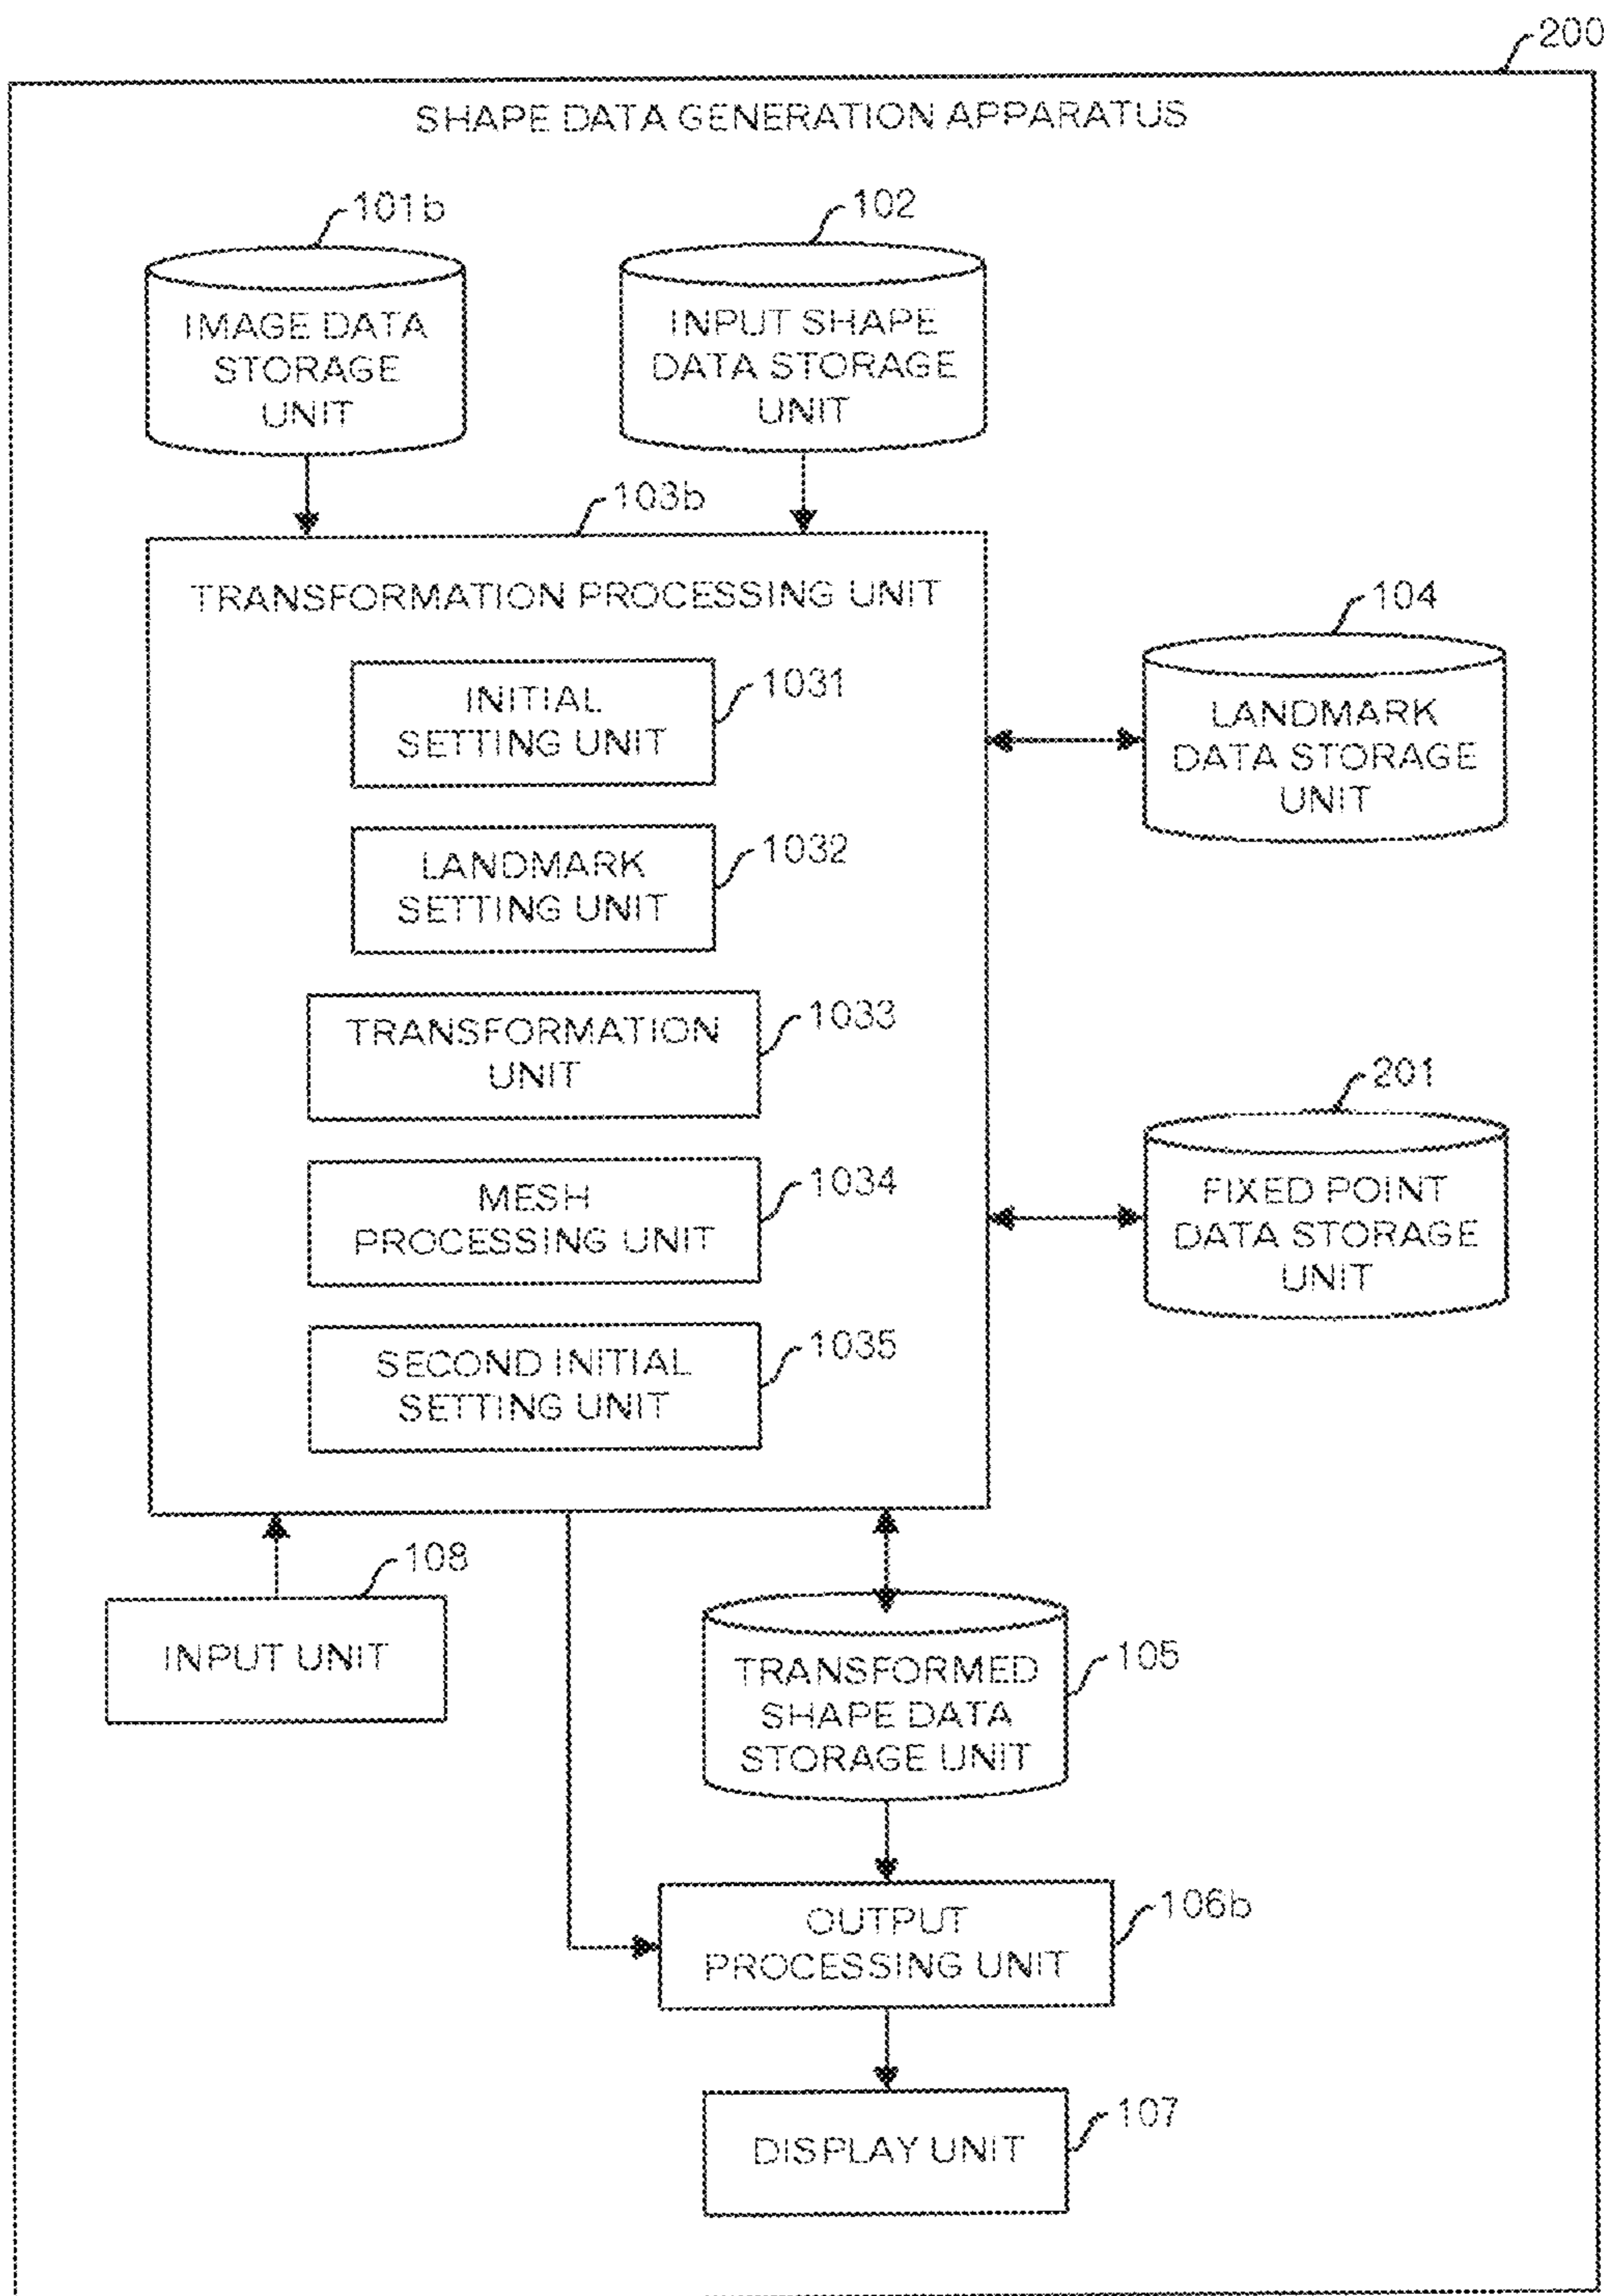 200
SHAPE DATA GENERATION APPARATUS
101b
102
IMAGE DATA
STORAGE
UNIT
INPUT SHAPE
DATA STORAGE
UNIT
103b
TRANSFORMATION PROCESSING UNIT
104
INITIAL
SETTING UNIT
1031
LANDMARK
DATA STORAGE
UNIT
LANDMARK
SETTING UNIT
1032
TRANSFORMATION
UNIT
1033
201
MESH
PROCESSING UNIT
1034
FIXED POINT
DATA STORAGE
UNIT
SECOND INITIAL
SETTING UNIT
1035
108
INPUT UNIT
TRANSFORMED
SHAPE DATA
STORAGE UNIT
105
OUTPUT
PROCESSING UNIT
106b
DISPLAY UNIT
107